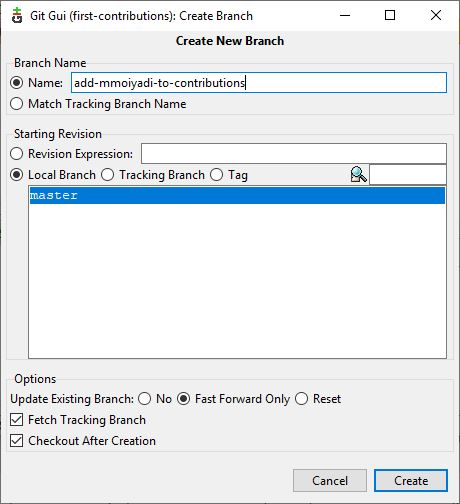 Git Gui (first-contributions): Create Branch
Create New Branch
Branch Name
Name: add-mmoiyadi-to-contributions
Match Tracking Branch Name
Starting Revision
Revision Expression:
Local Branch Tracking Branch Tag
master
Options
Update Existing Branch: No Fast Forward Only Reset
Fetch Tracking Branch
Checkout After Creation
Cancel Create